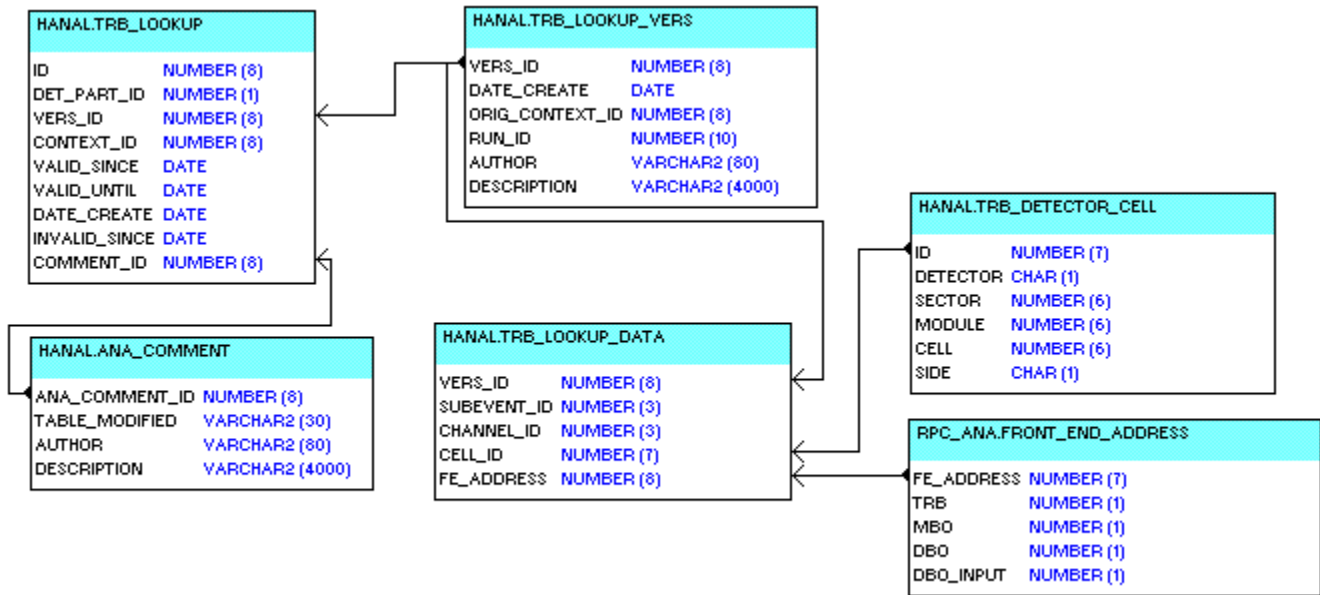 HANAL.TRB_LOOKUP
ID NUMBER (8)
DET_PART_ID NUMBER (1)
VERS_ID NUMBER (8)
CONTEXT_ID NUMBER (8)
VALID_SINCE DATE
VALID_UNTIL DATE
DATE_CREATE DATE
INVALID_SINCE DATE
COMMENT_ID NUMBER (8)
HANAL.TRB_LOOKUP_VERS
VERS_ID NUMBER (8)
DATE_CREATE DATE
ORIG_CONTEXT_ID NUMBER (8)
RUN_ID NUMBER (10)
AUTHOR VARCHAR2 (80)
DESCRIPTION VARCHAR2 (4000)
HANAL.TRB_DETECTOR_CELL
ID NUMBER (7)
DETECTOR CHAR (1)
SECTOR NUMBER (6)
MODULE NUMBER (6)
CELL NUMBER (6)
SIDE CHAR (1)
HANAL.ANA_COMMENT
ANA_COMMENT_ID NUMBER (8)
TABLE_MODIFIED VARCHAR2 (30)
AUTHOR VARCHAR2 (80)
DESCRIPTION VARCHAR2 (4000)
HANAL.TRB_LOOKUP_DATA
VERS_ID NUMBER (8)
SUBEVENT_ID NUMBER (3)
CHANNEL_ID NUMBER (3)
CELL_ID NUMBER (7)
FE_ADDRESS NUMBER (8)
RPC_ANA.FRONT_END_ADDRESS
FE_ADDRESS NUMBER (7)
TRB NUMBER (1)
MBO NUMBER (1)
DBO NUMBER (1)
DBO_INPUT NUMBER (1)